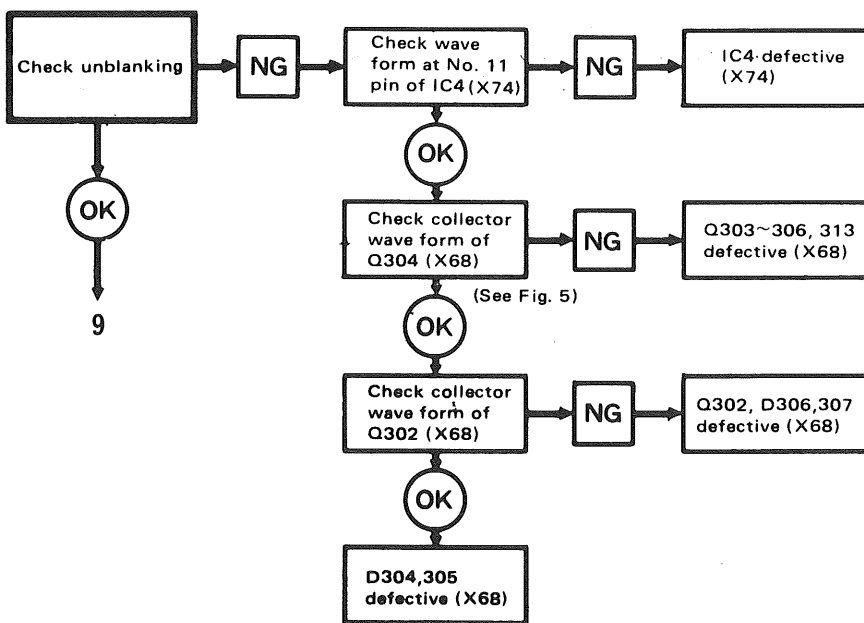 Check unblanking
NG
Check wave
form at No. 11
pin of IC4 (X74)
NG
IC4 defective
(X74)
OK
9
OK
Check collector
wave form of
Q304 (X68)
NG
Q303~306, 313
defective (X68)
(See Fig. 5)
OK
Check collector
wave form of
Q302 (X68)
NG
Q302, D306,307
defective (X68)
OK
D304,305
defective (X68)